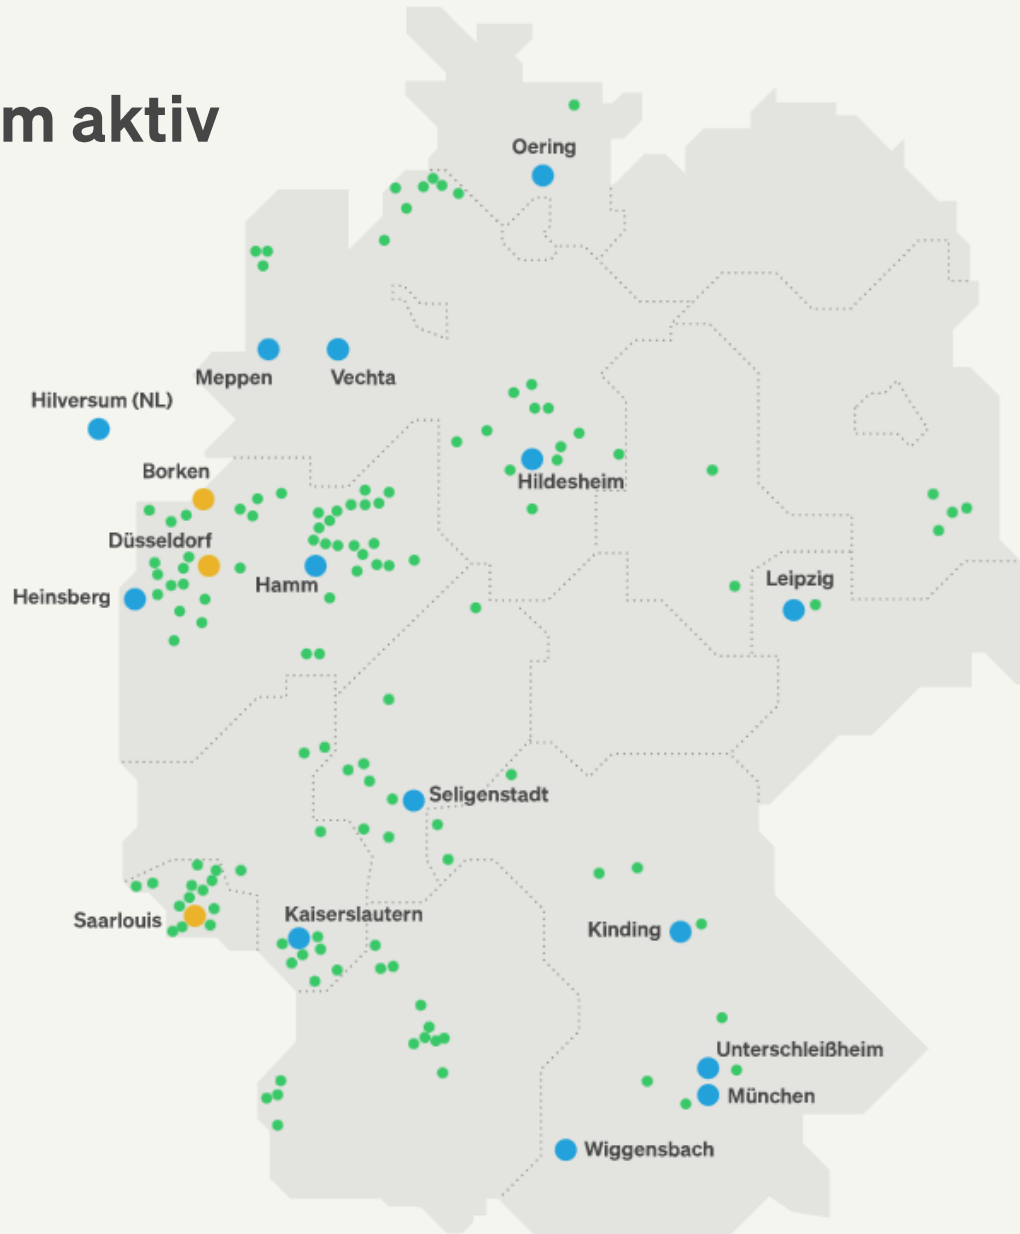 m aktiv
Oering
Meppen
Vechta
Hilversum (NL)
Borken
Hildesheim
Düsseldorf
Hamm
Leipzig
Heinsberg
Seligenstadt
Saarlouis
Kaiserslautern
Kinding
Unterschleißheim
München
Wiggensbach